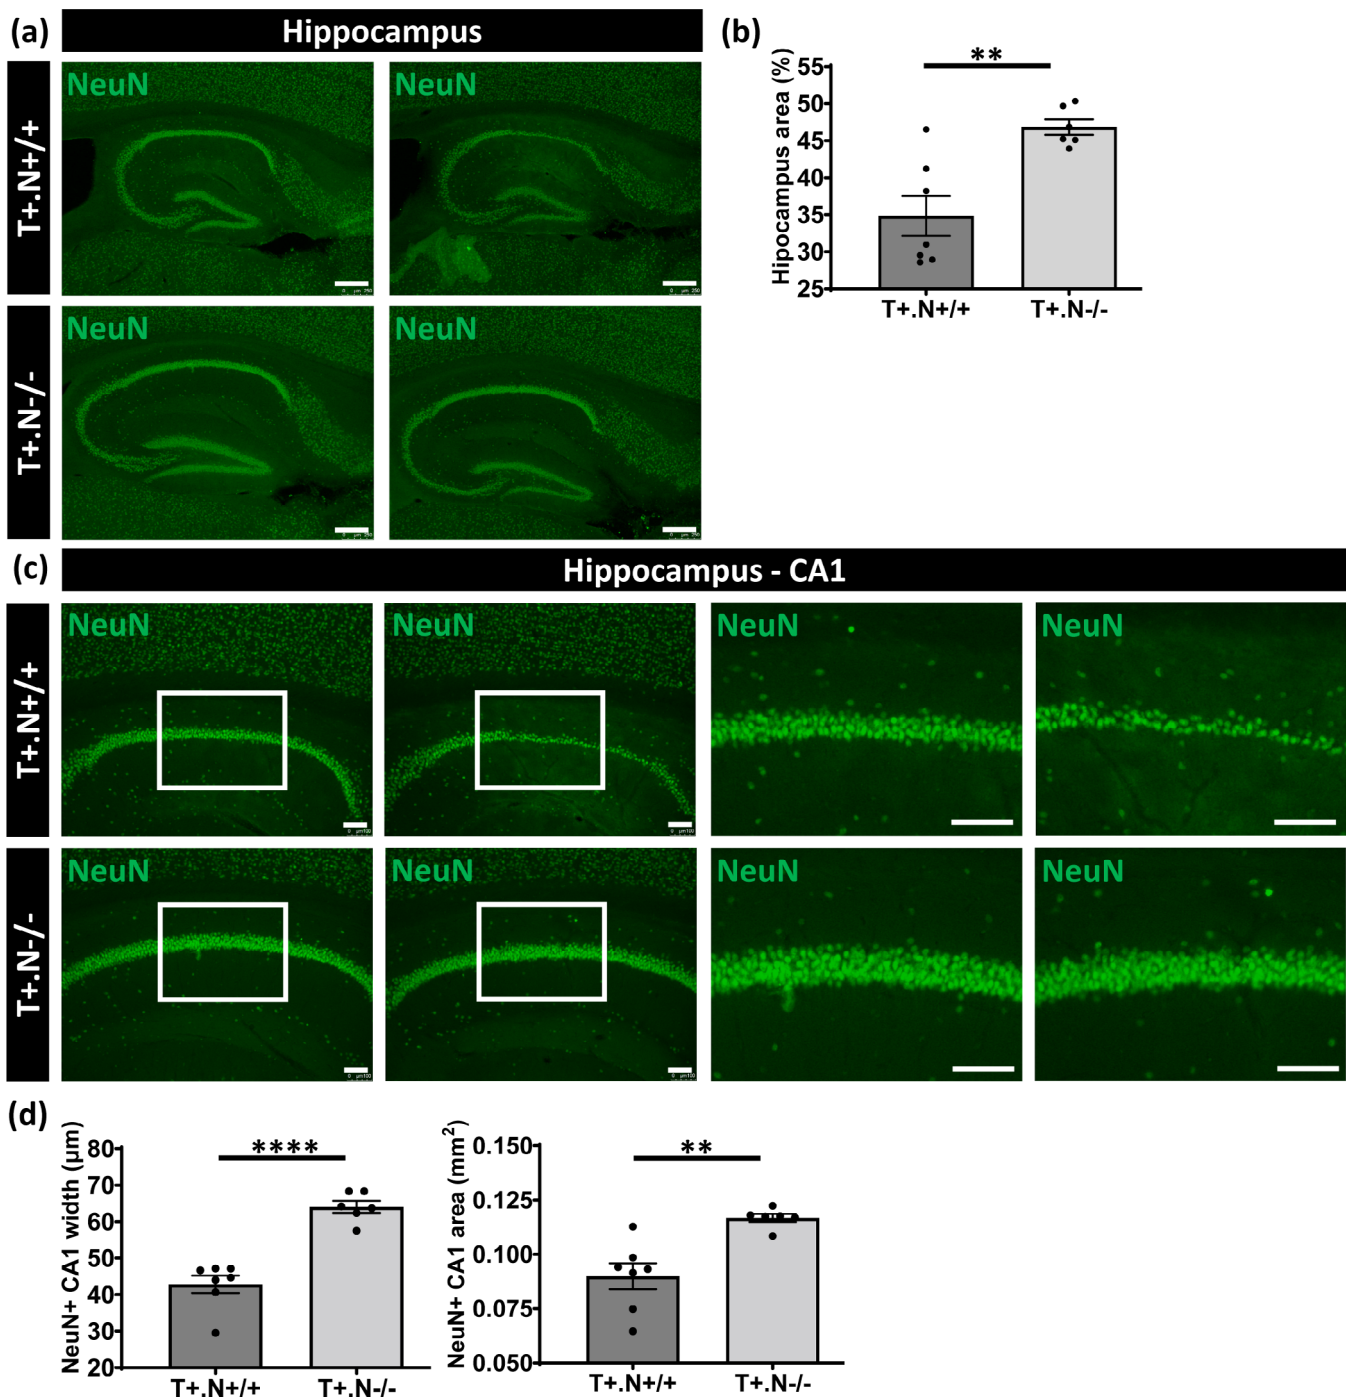 (a)
Hippocampus
T+.N+/+
NeuN
NeuN
T+.N-/-
NeuN
NeuN
(b)
**
Hipocampus area (%)
55
50
45
40
35
30
25
T+.N+/+
T+.N-/-
(c)
Hippocampus - CA1
T+.N+/+
NeuN
NeuN
NeuN
NeuN
T+.N-/-
NeuN
NeuN
NeuN
NeuN
(d)
****
NeuN+ CA1 width (μm)
80
70
60
50
40
30
20
T+.N+/+
T+.N-/-
**
NeuN+ CA1 area (mm²)
0.150
0.125
0.100
0.075
0.050
T+.N+/+
T+.N-/-